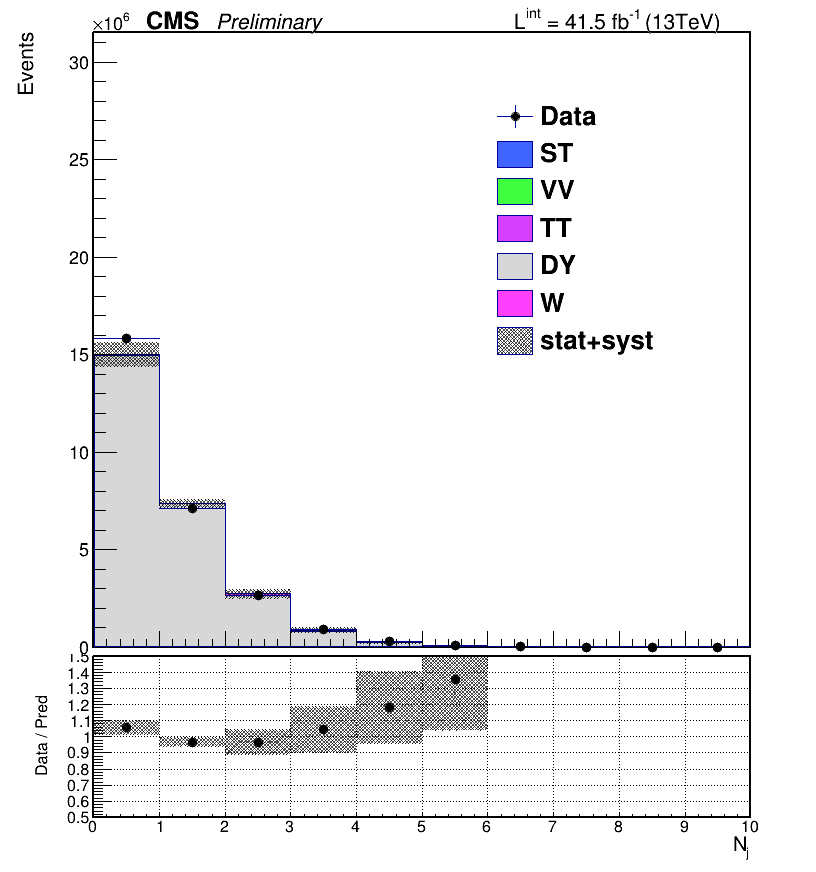 ×10⁶ CMS Preliminary L^int = 41.5 fb⁻¹ (13TeV)
Events
30
25
20
15
10
5
0
Data
ST
VV
TT
DY
W
stat+syst
Data / Pred
1.5
1.4
1.3
1.2
1.1
1
0.9
0.8
0.7
0.6
0.5
0 1 2 3 4 5 6 7 8 9 10
N_j